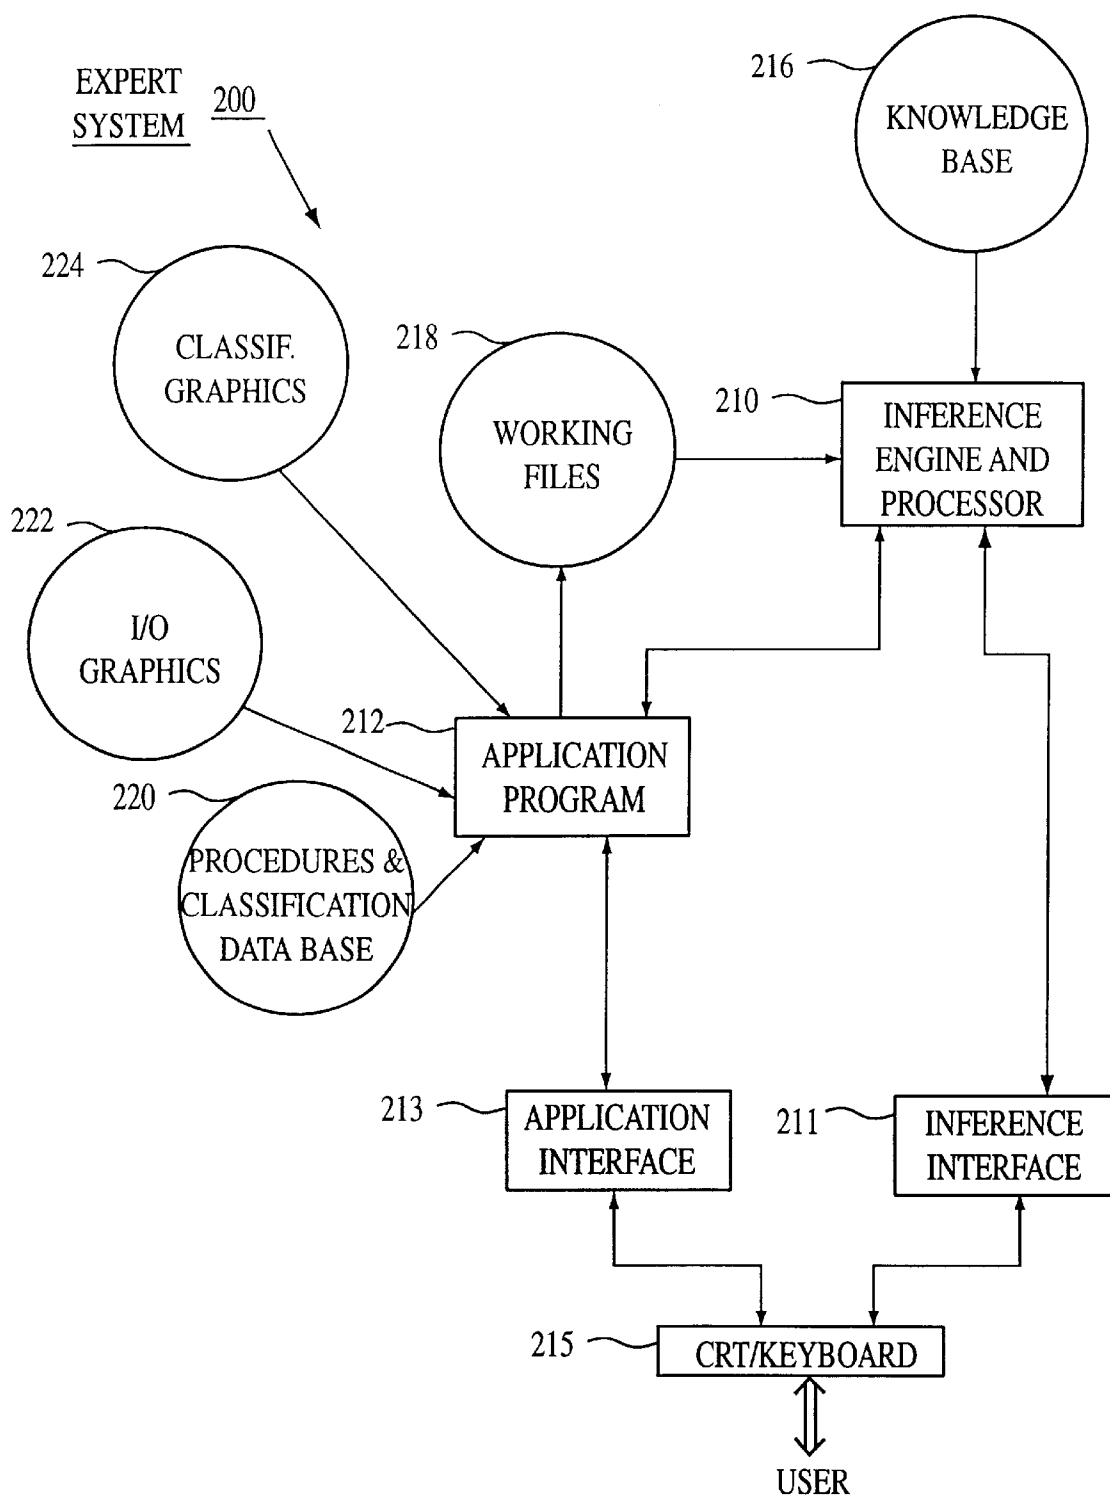 EXPERT
SYSTEM
200
216
KNOWLEDGE
BASE
224
CLASSIF.
GRAPHICS
218
WORKING
FILES
210
INFERENCE
ENGINE AND
PROCESSOR
222
I/O
GRAPHICS
212
APPLICATION
PROGRAM
220
PROCEDURES &
CLASSIFICATION
DATA BASE
213
APPLICATION
INTERFACE
211
INFERENCE
INTERFACE
215
CRT/KEYBOARD
USER